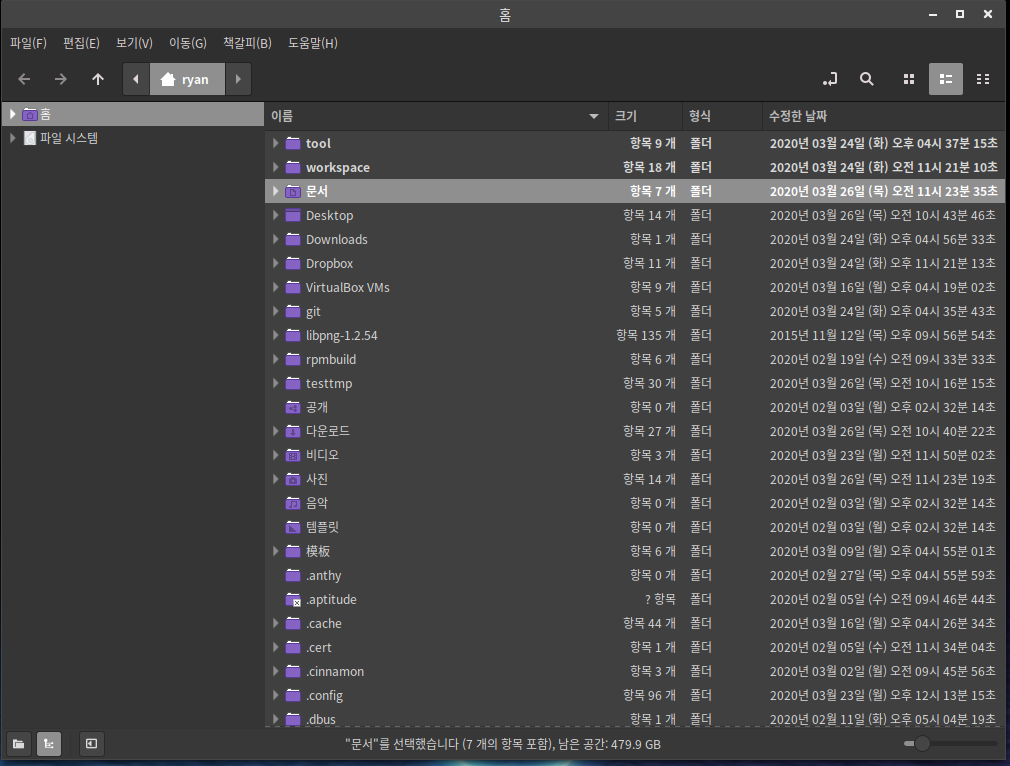 홈
파일(F) 편집(E) 보기(V) 이동(G) 책갈피(B) 도움말(H)
ryan
홈
파일 시스템
이름 크기 형식 수정한 날짜
tool 항목 9 개 폴더 2020년 03월 24일 (화) 오후 04시 37분 15초
workspace 항목 18 개 폴더 2020년 03월 24일 (화) 오전 11시 21분 10초
문서 항목 7 개 폴더 2020년 03월 26일 (목) 오전 11시 23분 35초
Desktop 항목 14 개 폴더 2020년 03월 26일 (목) 오전 10시 43분 46초
Downloads 항목 1 개 폴더 2020년 03월 24일 (화) 오후 04시 56분 33초
Dropbox 항목 11 개 폴더 2020년 03월 24일 (화) 오후 11시 21분 13초
VirtualBox VMs 항목 9 개 폴더 2020년 03월 16일 (월) 오후 04시 19분 02초
git 항목 5 개 폴더 2020년 03월 24일 (화) 오후 04시 35분 43초
libpng-1.2.54 항목 135 개 폴더 2015년 11월 12일 (목) 오후 09시 56분 54초
rpmbuild 항목 6 개 폴더 2020년 02월 19일 (수) 오전 09시 33분 33초
testtmp 항목 30 개 폴더 2020년 03월 26일 (목) 오전 10시 16분 15초
공개 항목 0 개 폴더 2020년 02월 03일 (월) 오후 02시 32분 14초
다운로드 항목 27 개 폴더 2020년 03월 26일 (목) 오전 10시 40분 22초
비디오 항목 3 개 폴더 2020년 03월 23일 (월) 오전 11시 50분 02초
사진 항목 14 개 폴더 2020년 03월 26일 (목) 오전 11시 23분 19초
음악 항목 0 개 폴더 2020년 02월 03일 (월) 오후 02시 32분 14초
템플릿 항목 0 개 폴더 2020년 02월 03일 (월) 오후 02시 32분 14초
模板 항목 6 개 폴더 2020년 03월 09일 (월) 오후 04시 55분 01초
.anthy 항목 0 개 폴더 2020년 02월 27일 (목) 오후 04시 55분 59초
.aptitude ? 항목 폴더 2020년 02월 05일 (수) 오전 09시 46분 44초
.cache 항목 44 개 폴더 2020년 03월 16일 (월) 오후 04시 26분 34초
.cert 항목 1 개 폴더 2020년 02월 05일 (수) 오전 11시 34분 04초
.cinnamon 항목 3 개 폴더 2020년 03월 02일 (월) 오전 09시 45분 56초
.config 항목 96 개 폴더 2020년 03월 23일 (월) 오후 12시 13분 15초
.dbus 항목 1 개 폴더 2020년 02월 11일 (화) 오후 05시 04분 19초
"문서"를 선택했습니다 (7 개의 항목 포함), 남은 공간: 479.9 GB